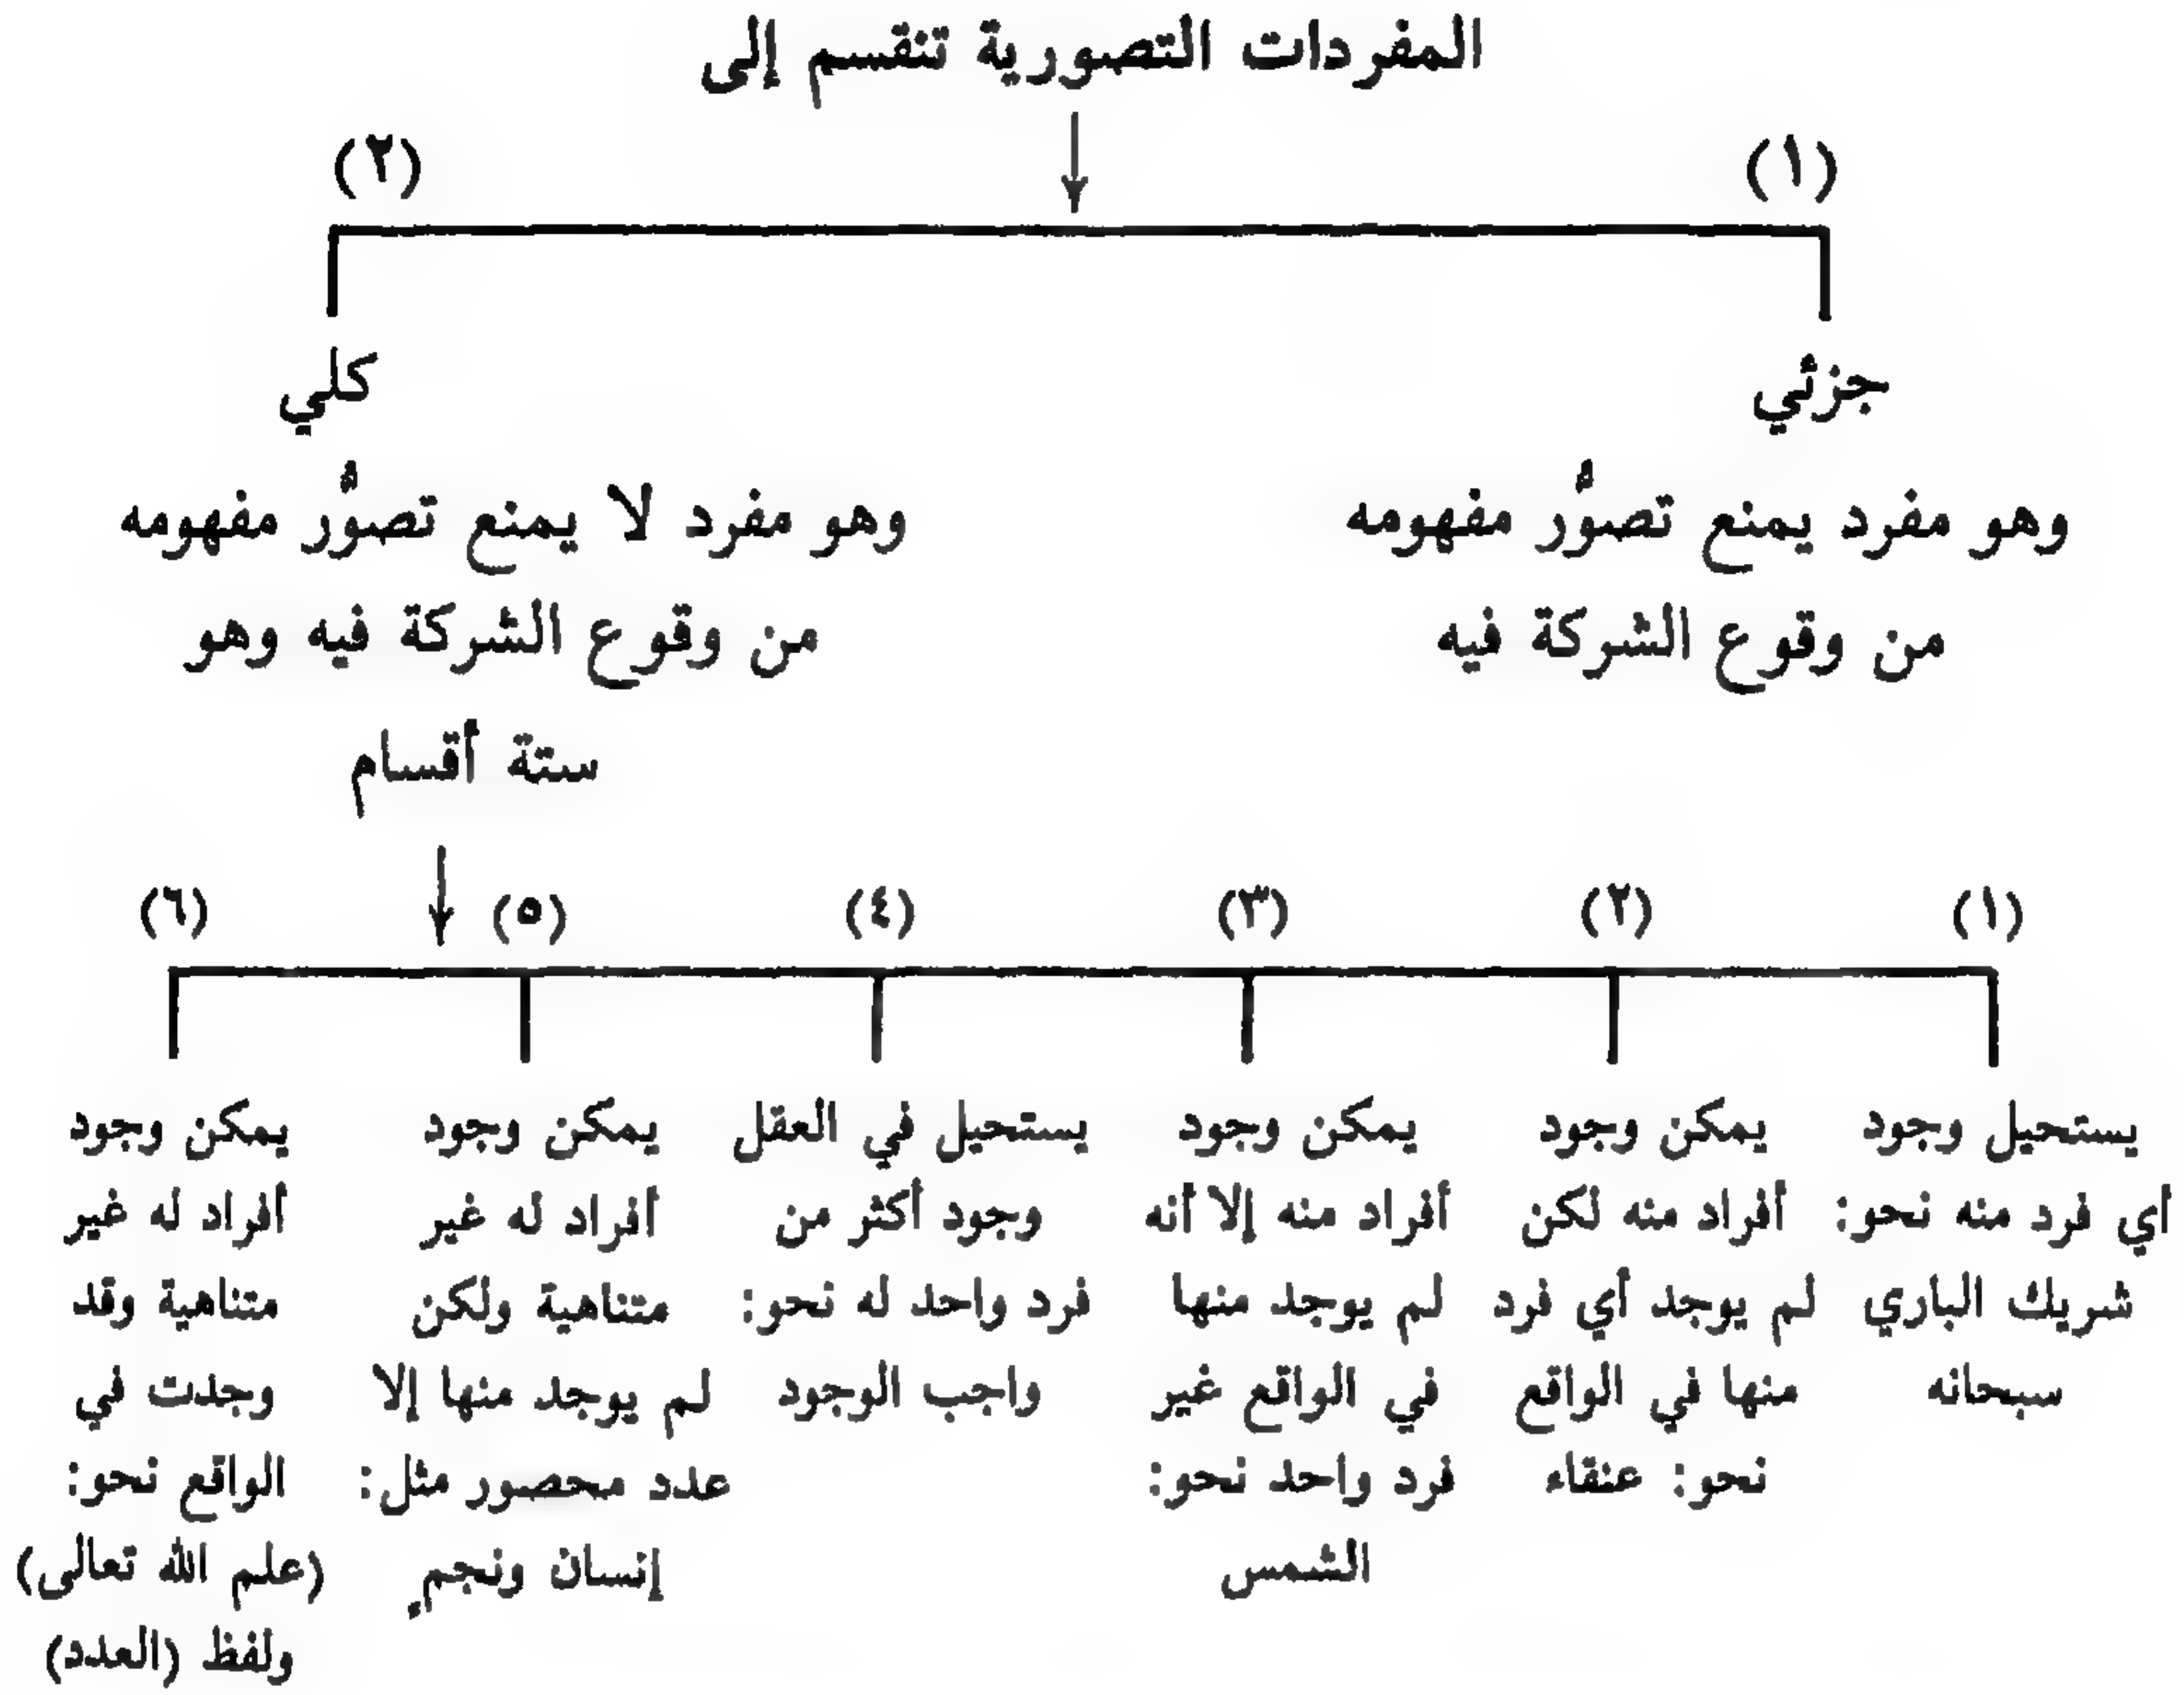 المفردات التصورية تنقسم إلى
(١)
(٢)
جزئي
وهو مفرد يمنع تصوُّر مفهومه
من وقوع الشركة فيه
كلي
وهو مفرد لا يمنع تصوُّر مفهومه
من وقوع الشركة فيه وهو
ستة أقسام
(١)
يستحيل وجود
أي فرد منه نحو:
شريك الباري
سبحانه
(٢)
يمكن وجود
أفراد منه لكن
لم يوجد أي فرد
منها في الواقع
نحو: عنقاء
(٣)
يمكن وجود
أفراد منه إلا أنه
لم يوجد منها
في الواقع غير
فرد واحد نحو:
الشمس
(٤)
يستحيل في العقل
وجود أكثر من
فرد واحد له نحو:
واجب الوجود
(٥)
يمكن وجود
أفراد له غير
متناهية ولكن
لم يوجد منها إلا
عدد محصور مثل:
إنسان ونجمٍ
(٦)
يمكن وجود
أفراد له غير
متناهية وقد
وجدت في
الواقع نحو:
(علم الله تعالى)
ولفظ (العدد)